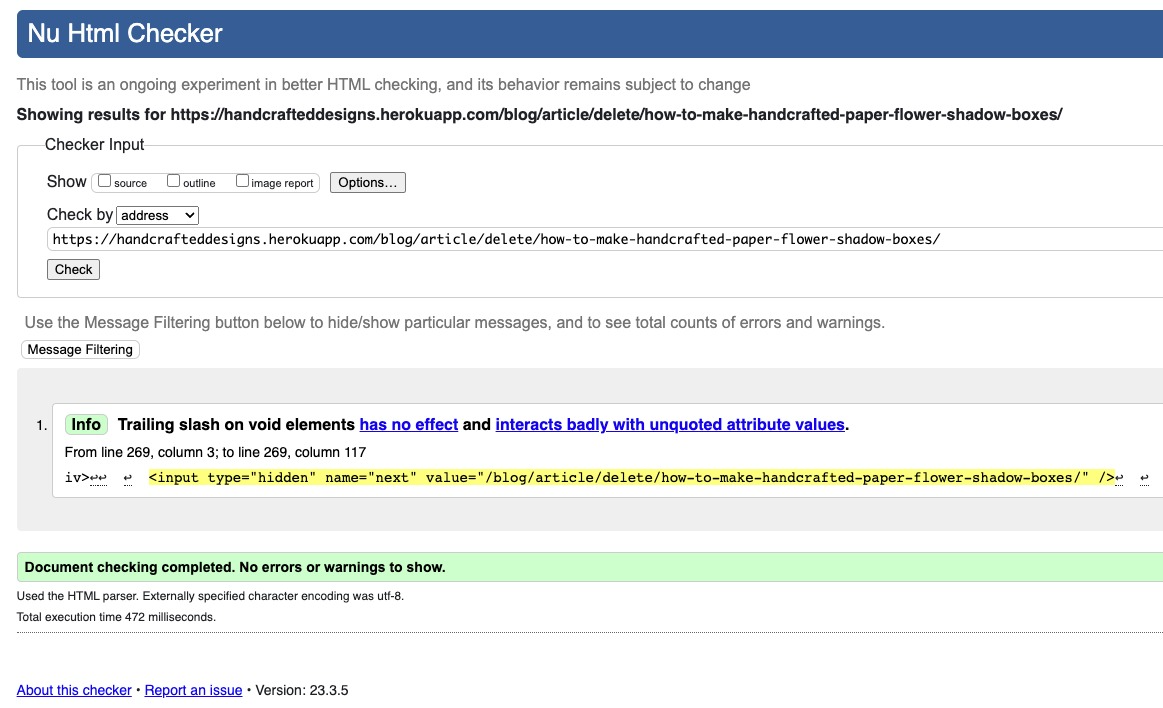 Nu Html Checker
This tool is an ongoing experiment in better HTML checking, and its behavior remains subject to change
Showing results for https://handcrafteddesigns.herokuapp.com/blog/article/delete/how-to-make-handcrafted-paper-flower-shadow-boxes/
Checker Input
Show source outline image report Options...
Check by address
https://handcrafteddesigns.herokuapp.com/blog/article/delete/how-to-make-handcrafted-paper-flower-shadow-boxes/
Check
Use the Message Filtering button below to hide/show particular messages, and to see total counts of errors and warnings.
Message Filtering
1. Info Trailing slash on void elements has no effect and interacts badly with unquoted attribute values.
From line 269, column 3; to line 269, column 117
iv>↩↩ ↩ <input type="hidden" name="next" value="/blog/article/delete/how-to-make-handcrafted-paper-flower-shadow-boxes/" />↩ ↩
Document checking completed. No errors or warnings to show.
Used the HTML parser. Externally specified character encoding was utf-8.
Total execution time 472 milliseconds.
About this checker • Report an issue • Version: 23.3.5